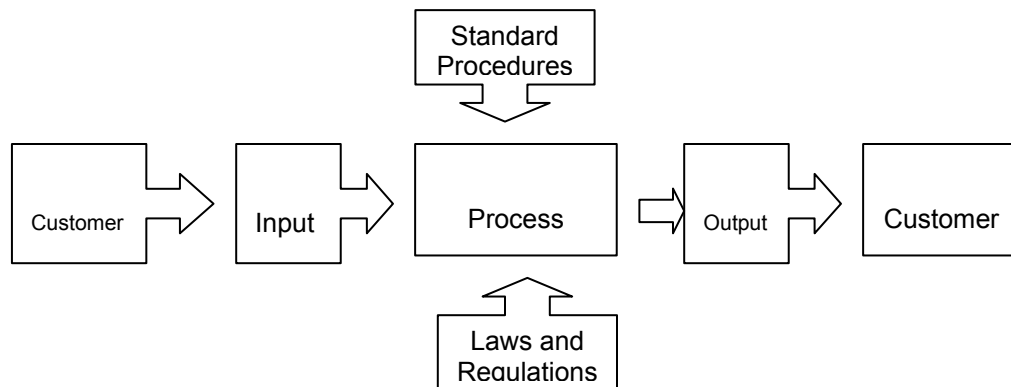 Standard
Procedures
Customer
Input
Process
Output
Customer
Laws and
Regulations